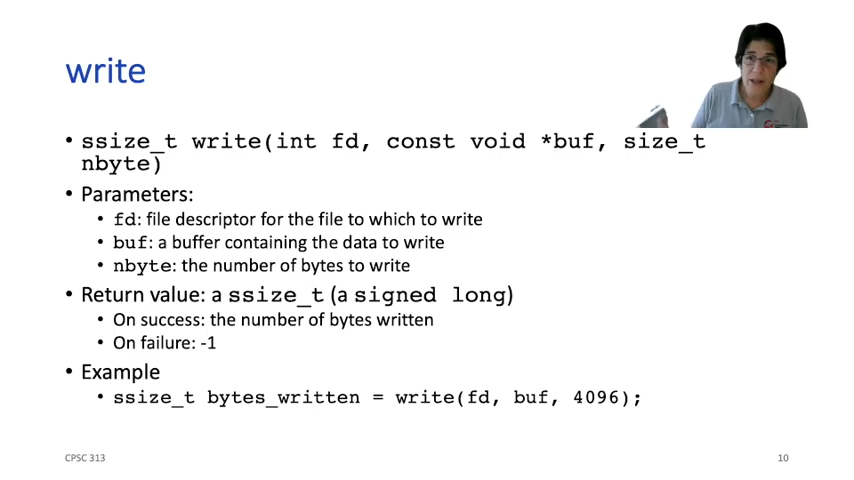 write
• ssize_t write(int fd, const void *buf, size_t
nbyte)
• Parameters:
• fd: file descriptor for the file to which to write
• buf: a buffer containing the data to write
• nbyte: the number of bytes to write
• Return value: a ssize_t (a signed long)
• On success: the number of bytes written
• On failure: -1
• Example
• ssize_t bytes_written = write(fd, buf, 4096);
CPSC 313
10